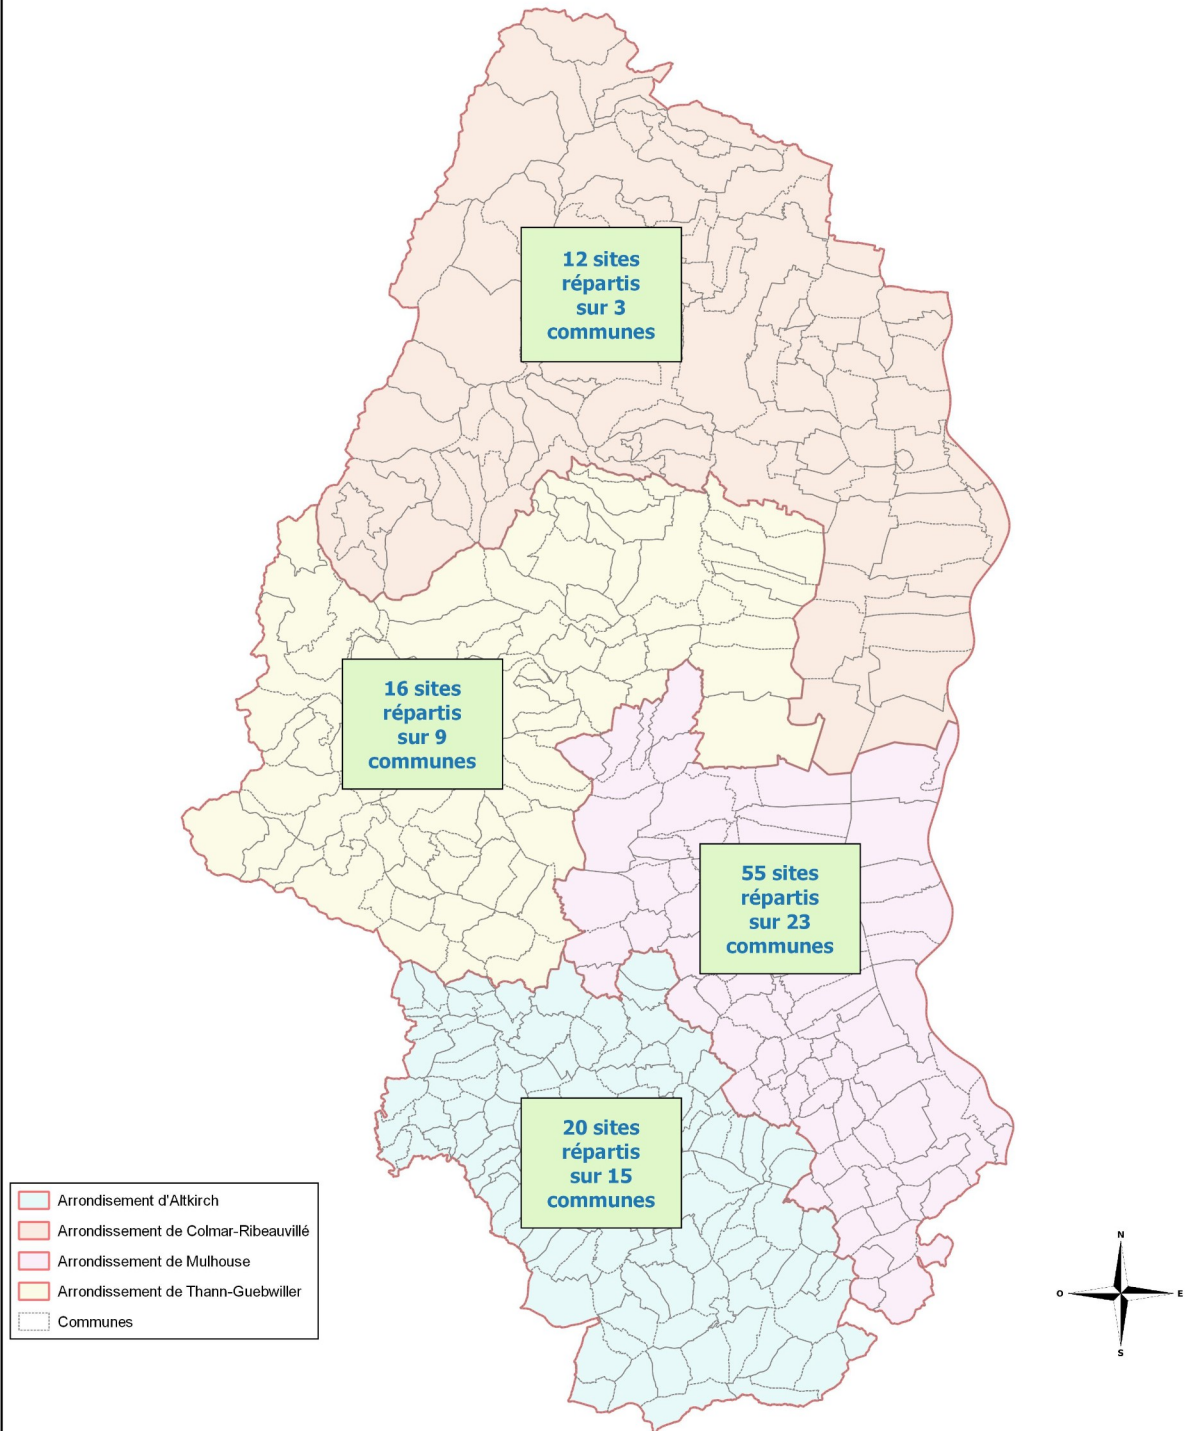 12 sites
répartis
sur 3
communes
16 sites
répartis
sur 9
communes
55 sites
répartis
sur 23
communes
20 sites
répartis
sur 15
communes
Arrondisement d'Altkirch
Arrondissement de Colmar-Ribeauvillé
Arrondissement de Mulhouse
Arrondissement de Thann-Guebwiller
Communes
N
O
E
S